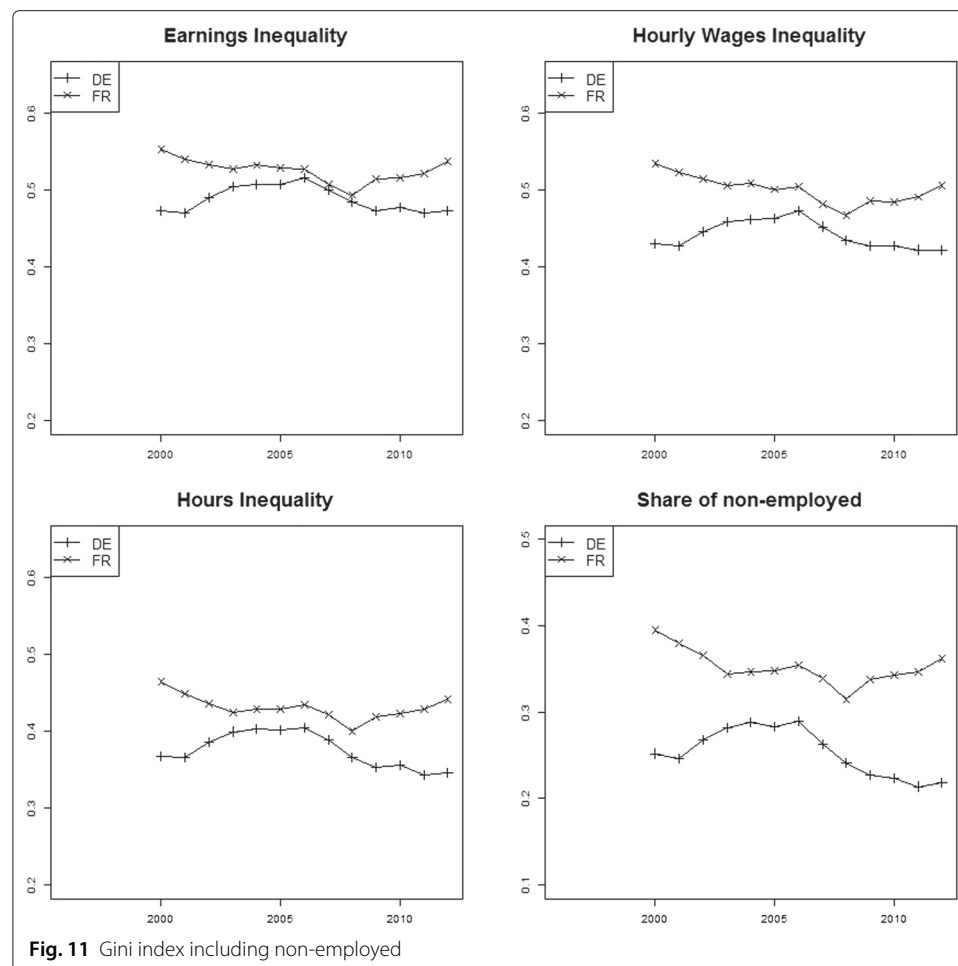 Earnings Inequality
DE
FR
0.6
0.5
0.4
0.3
0.2
2000 2005 2010
Hourly Wages Inequality
DE
FR
0.6
0.5
0.4
0.3
0.2
2000 2005 2010
Hours Inequality
DE
FR
0.6
0.5
0.4
0.3
0.2
2000 2005 2010
Share of non-employed
DE
FR
0.5
0.4
0.3
0.2
0.1
2000 2005 2010
Fig. 11 Gini index including non-employed